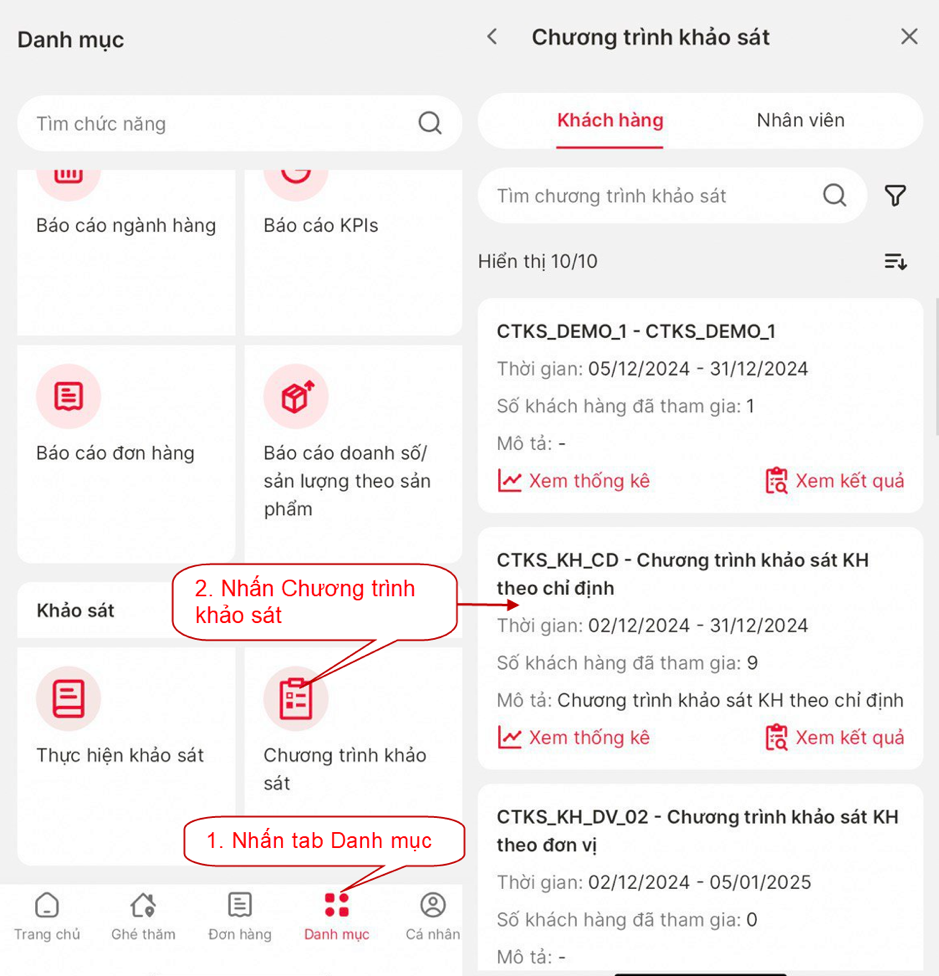 Danh mục
Tìm chức năng
Báo cáo ngành hàng
Báo cáo KPIs
Báo cáo đơn hàng
Báo cáo doanh số/
sản lượng theo sản
phẩm
Khảo sát
2. Nhấn Chương trình
khảo sát
Thực hiện khảo sát
Chương trình khảo
sát
1. Nhấn tab Danh mục
Trang chủ
Ghé thăm
Đơn hàng
Danh mục
Cá nhân
Chương trình khảo sát
Khách hàng
Nhân viên
Tìm chương trình khảo sát
Hiển thị 10/10
CTKS_DEMO_1 - CTKS_DEMO_1
Thời gian: 05/12/2024 - 31/12/2024
Số khách hàng đã tham gia: 1
Mô tả: -
Xem thống kê
Xem kết quả
CTKS_KH_CD - Chương trình khảo sát KH
theo chỉ định
Thời gian: 02/12/2024 - 31/12/2024
Số khách hàng đã tham gia: 9
Mô tả: Chương trình khảo sát KH theo chỉ định
Xem thống kê
Xem kết quả
CTKS_KH_DV_02 - Chương trình khảo sát KH
theo đơn vị
Thời gian: 02/12/2024 - 05/01/2025
Số khách hàng đã tham gia: 0
Mô tả: -